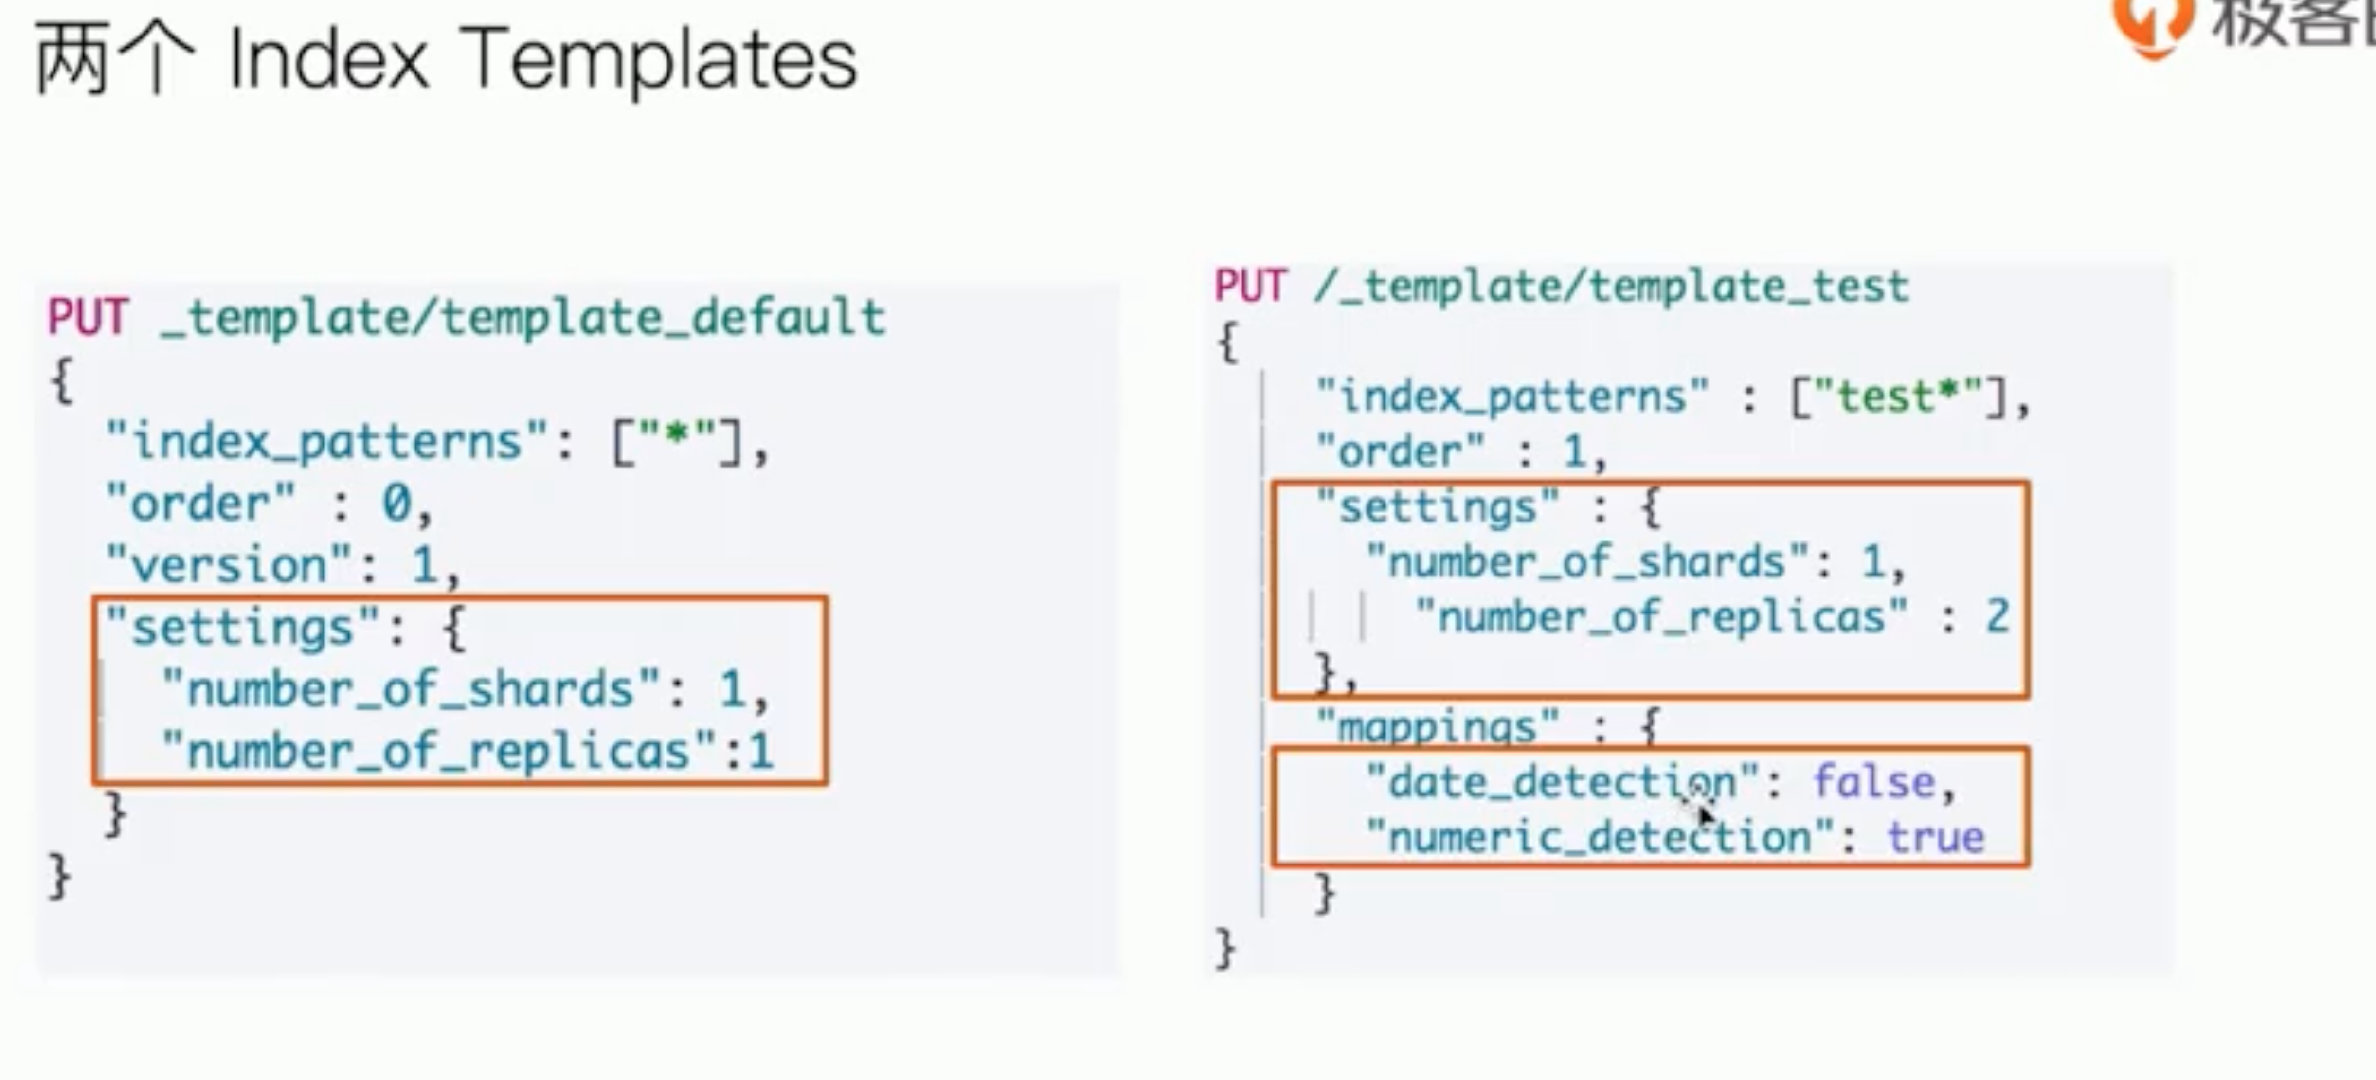 两个 Index Templates
极客
PUT _template/template_default
{
"index_patterns": ["*"],
"order" : 0,
"version": 1,
"settings": {
"number_of_shards": 1,
"number_of_replicas":1
}
}
PUT /_template/template_test
{
"index_patterns" : ["test*"],
"order" : 1,
"settings" : {
"number_of_shards": 1,
"number_of_replicas" : 2
},
"mappings" : {
"date_detection": false,
"numeric_detection": true
}
}